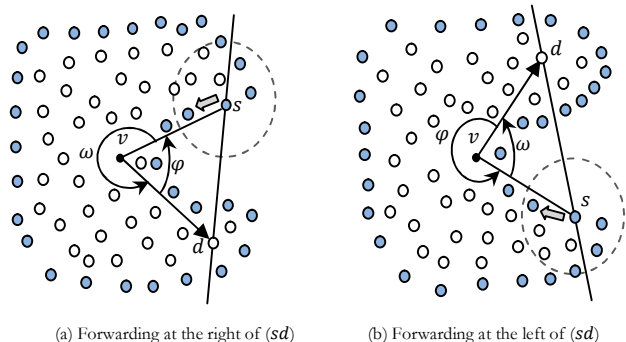 v
s
ω
φ
d
d
φ
v
ω
s
(a) Forwarding at the right of (sd)
(b) Forwarding at the left of (sd)